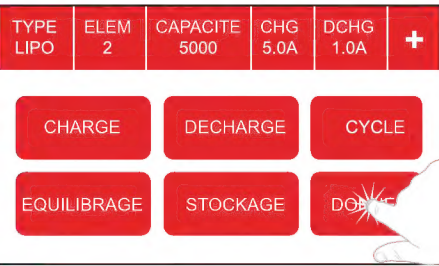 TYPE ELEM CAPACITE CHG DCHG +
LIPO 2 5000 5.0A 1.0A
CHARGE DECHARGE CYCLE
EQUILIBRAGE STOCKAGE